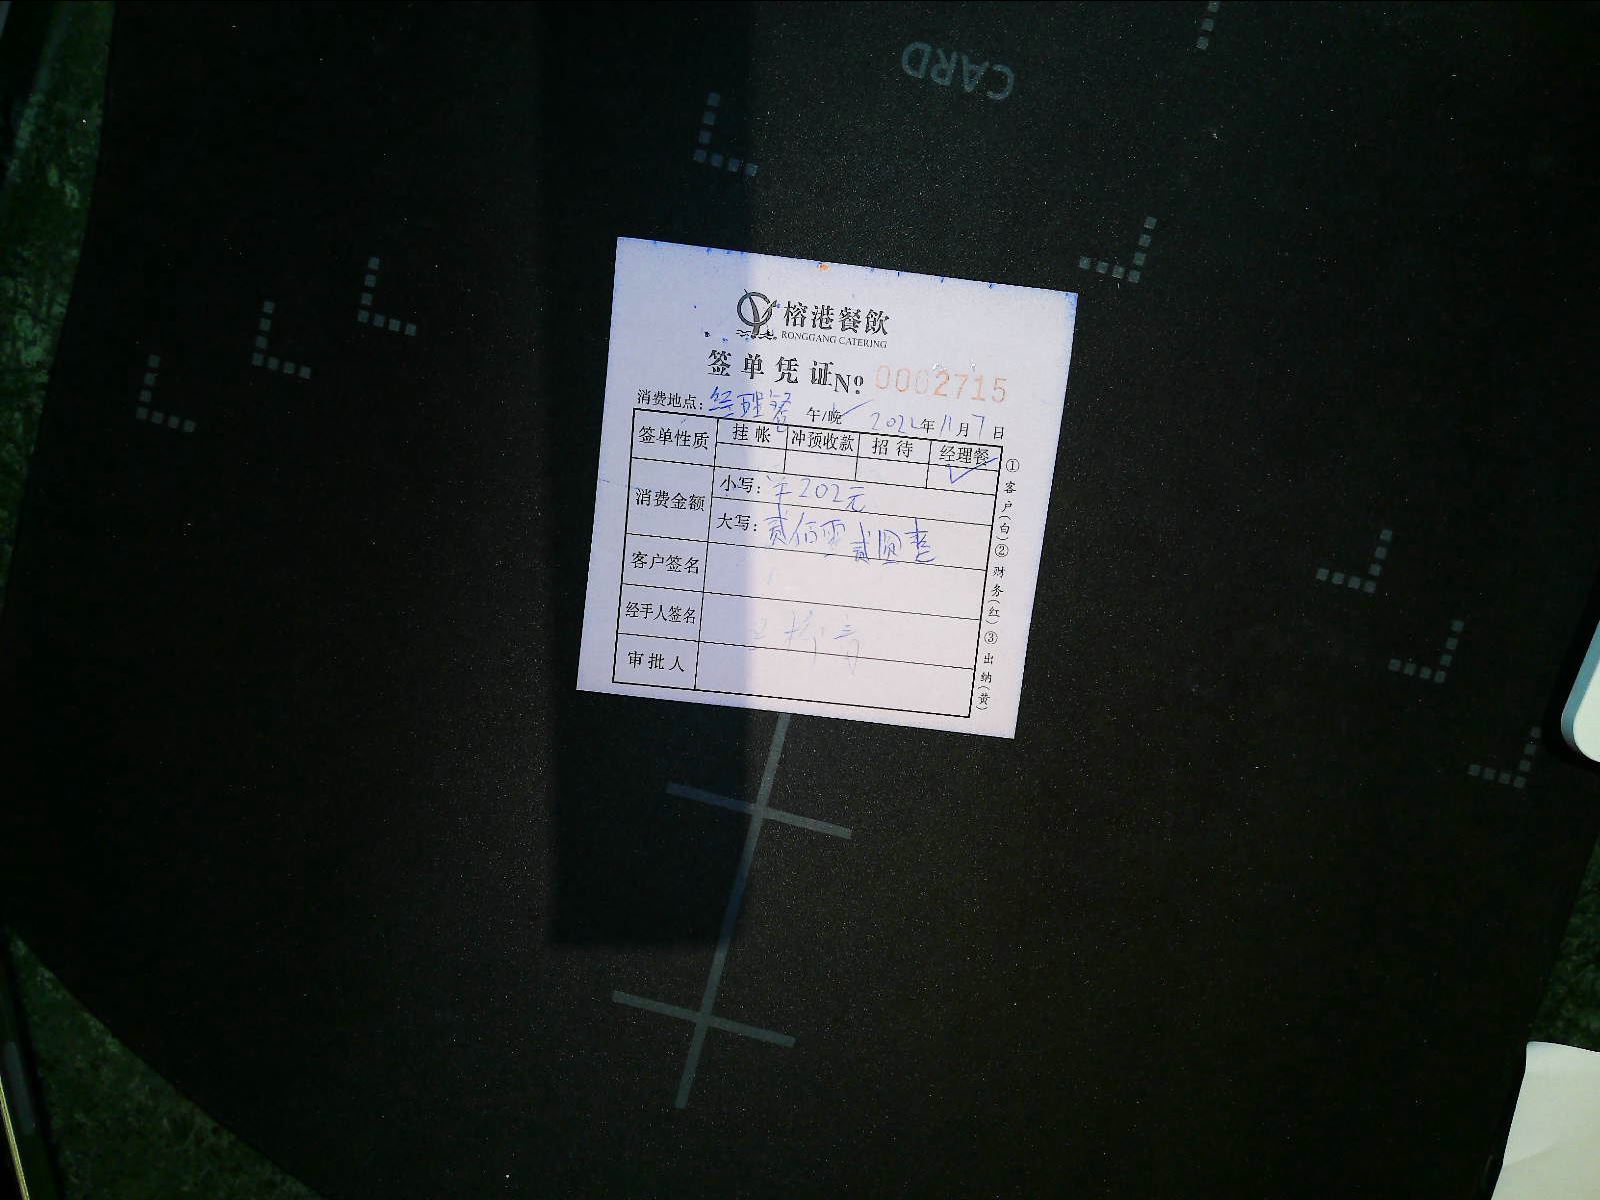 CARD
榕港餐飲
RONGGANG CATERING
签单凭证 No: 0002715
消费地点: 经理餐 午/晚 2022年11月7日
签单性质 挂帐 冲预收款 招待 经理餐
消费金额 小写: ¥202元
大写: 贰佰零贰圆整
客户签名
经手人签名
审批人
①客户(白)②财务(红)③出纳(黄)